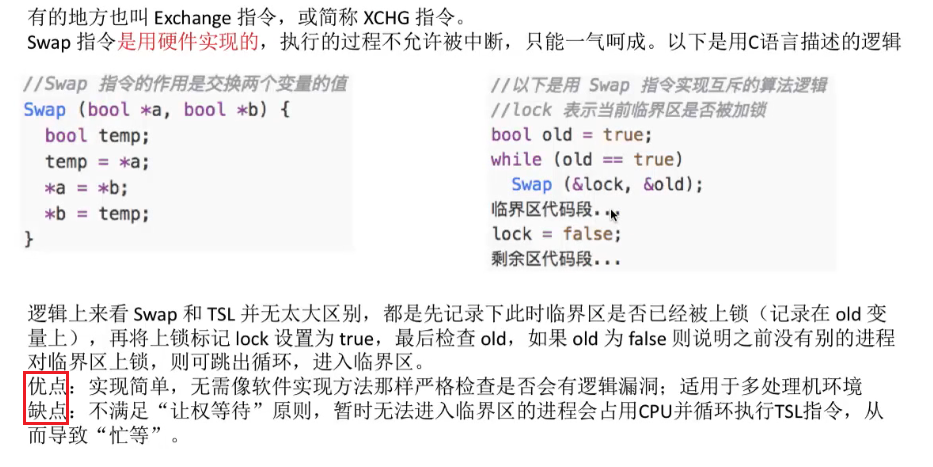 有的地方也叫 Exchange 指令，或简称 XCHG 指令。
Swap 指令是用硬件实现的，执行的过程不允许被中断，只能一气呵成。以下是用C语言描述的逻辑
//Swap 指令的作用是交换两个变量的值
Swap (bool *a, bool *b) {
bool temp;
temp = *a;
*a = *b;
*b = temp;
}
//以下是用 Swap 指令实现互斥的算法逻辑
//lock 表示当前临界区是否被加锁
bool old = true;
while (old == true)
Swap (&lock, &old);
临界区代码段...
lock = false;
剩余区代码段...
逻辑上来看 Swap 和 TSL 并无太大区别，都是先记录下此时临界区是否已经被上锁（记录在 old 变
量上），再将上锁标记 lock 设置为 true，最后检查 old，如果 old 为 false 则说明之前没有别的进程
对临界区上锁，则可跳出循环，进入临界区。
优点：实现简单，无需像软件实现方法那样严格检查是否会有逻辑漏洞；适用于多处理机环境
缺点：不满足“让权等待”原则，暂时无法进入临界区的进程会占用CPU并循环执行TSL指令，从
而导致“忙等”。